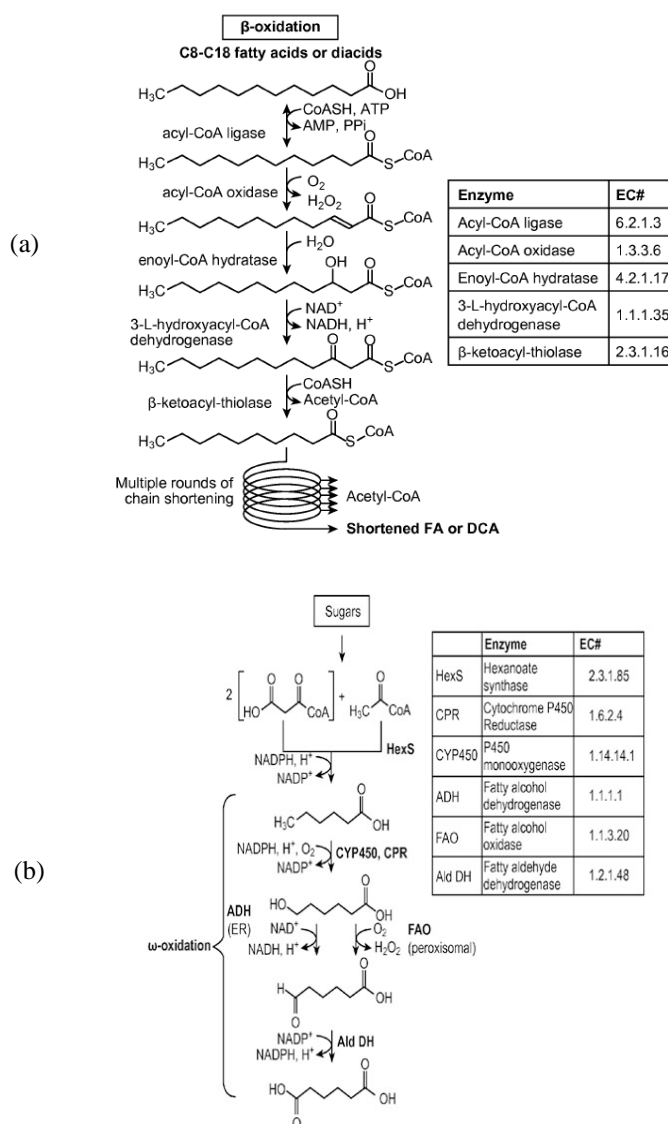 β-oxidation
C8-C18 fatty acids or diacids
O
H₃C
OH
CoASH, ATP
AMP, PPi
acyl-CoA ligase
O
H₃C
S
CoA
acyl-CoA oxidase
O₂
H₂O₂
O
H₃C
S
CoA
H₂O
enoyl-CoA hydratase
OH
O
H₃C
S
CoA
NAD⁺
NADH, H⁺
3-L-hydroxyacyl-CoA
dehydrogenase
O
O
H₃C
S
CoA
CoASH
Acetyl-CoA
β-ketoacyl-thiolase
O
H₃C
S
CoA
Multiple rounds of
chain shortening
Acetyl-CoA
Shortened FA or DCA
(a)
Enzyme EC#
Acyl-CoA ligase 6.2.1.3
Acyl-CoA oxidase 1.3.3.6
Enoyl-CoA hydratase 4.2.1.17
3-L-hydroxyacyl-CoA
dehydrogenase 1.1.1.35
β-ketoacyl-thiolase 2.3.1.16
(b)
Sugars
2
O
O
HO
CoA
+
O
H₃C
CoA
HexS
NADPH, H⁺
NADP⁺
O
H₃C
OH
NADPH, H⁺, O₂
NADP⁺
CYP450, CPR
O
HO
OH
ADH
(ER)
NAD⁺
NADH, H⁺
O₂
H₂O₂
FAO
(peroxisomal)
ω-oxidation
O
H
OH
O
NADP⁺
NADPH, H⁺
Ald DH
O
HO
OH
O
Enzyme EC#
HexS Hexanoate
synthase 2.3.1.85
CPR Cytochrome P450
Reductase 1.6.2.4
CYP450 P450
monooxygenase 1.14.14.1
ADH Fatty alcohol
dehydrogenase 1.1.1.1
FAO Fatty alcohol
oxidase 1.1.3.20
Ald DH Fatty aldehyde
dehydrogenase 1.2.1.48